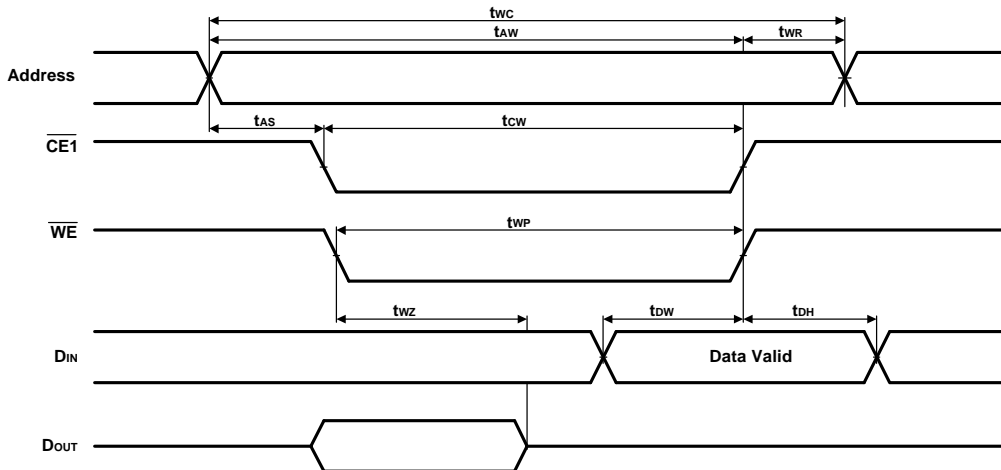 tWC
tAW
tWR
Address
tAS
tCW
CE1
WE
tWP
tWZ
tDW
tDH
DIN
Data Valid
DOUT